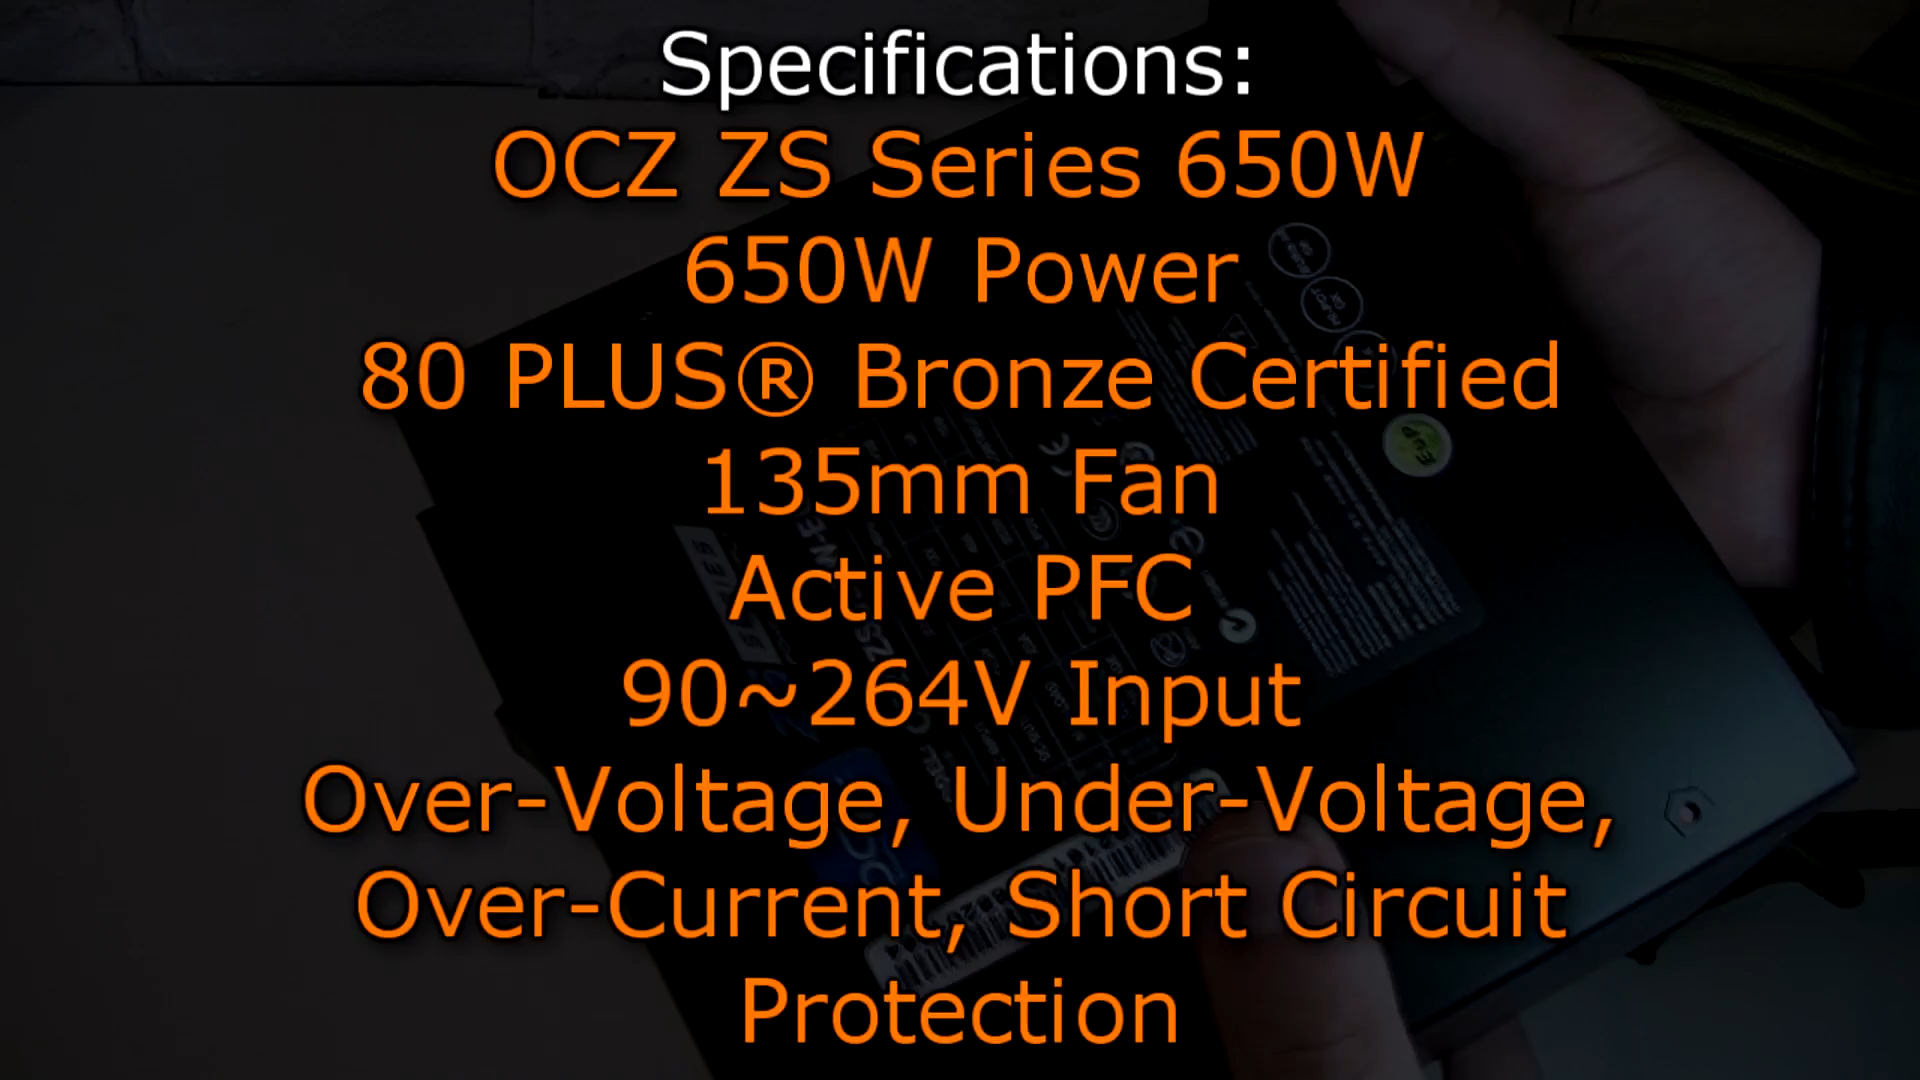 Specifications:
OCZ ZS Series 650W
650W Power
80 PLUS® Bronze Certified
135mm Fan
Active PFC
90~264V Input
Over-Voltage, Under-Voltage,
Over-Current, Short Circuit
Protection